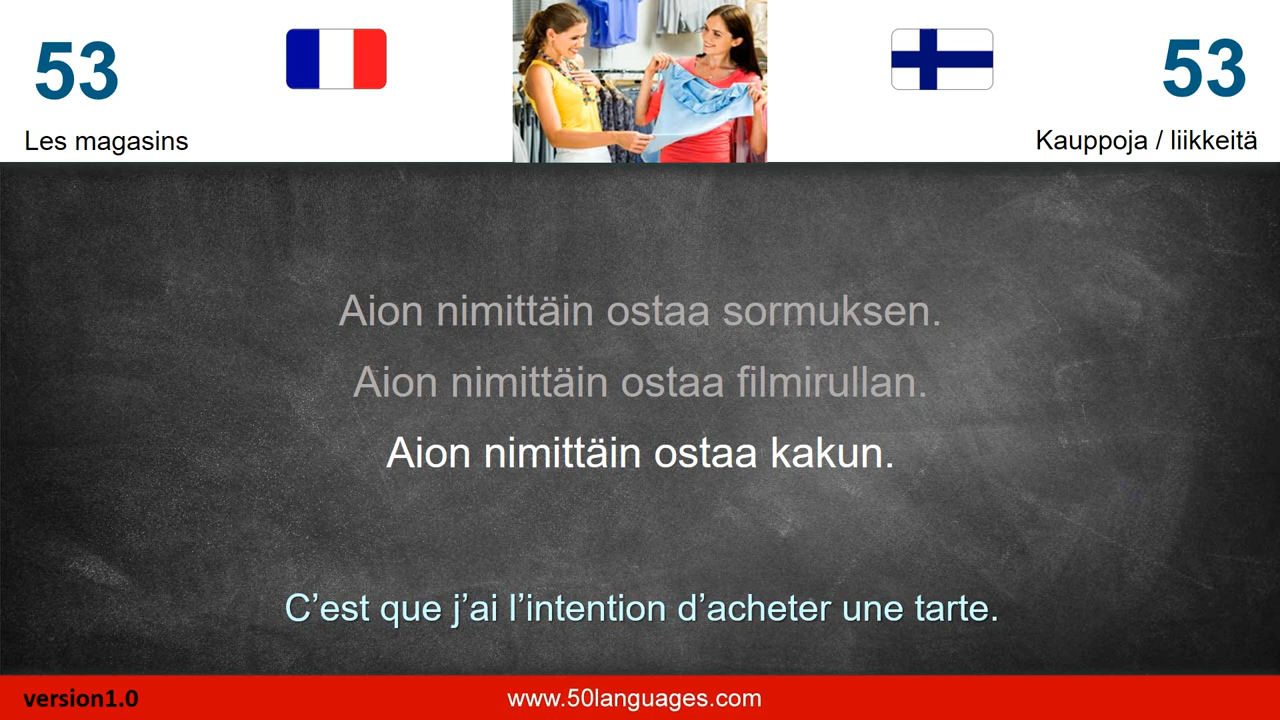 53
53
Les magasins
Kauppoja / liikkeitä
Aion nimittäin ostaa sormuksen.
Aion nimittäin ostaa filmirullan.
Aion nimittäin ostaa kakun.
C’est que j’ai l’intention d’acheter une tarte.
version1.0
www.50languages.com